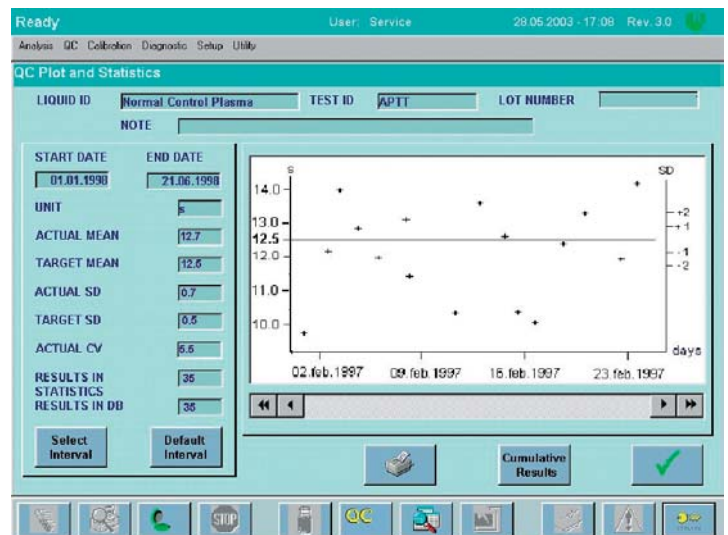 Ready User: Service 28.05.2003 - 17:08 Rev. 3.0
Analysis QC Calibration Diagnostic Setup Utility
QC Plot and Statistics
LIQUID ID Normal Control Plasma TEST ID APTT LOT NUMBER
NOTE
START DATE END DATE
01.01.1998 21.06.1998
UNIT s
ACTUAL MEAN 12.7
TARGET MEAN 12.5
ACTUAL SD 0.7
TARGET SD 0.5
ACTUAL CV 5.5
RESULTS IN STATISTICS 35
RESULTS IN DB 35
Select Interval
Default Interval
s SD
14.0
13.0
12.5
12.0
11.0
10.0
+2
+1
-1
-2
days
02.feb.1997 09.feb.1997 16.feb.1997 23.feb.1997
Cumulative Results
STOP
QC